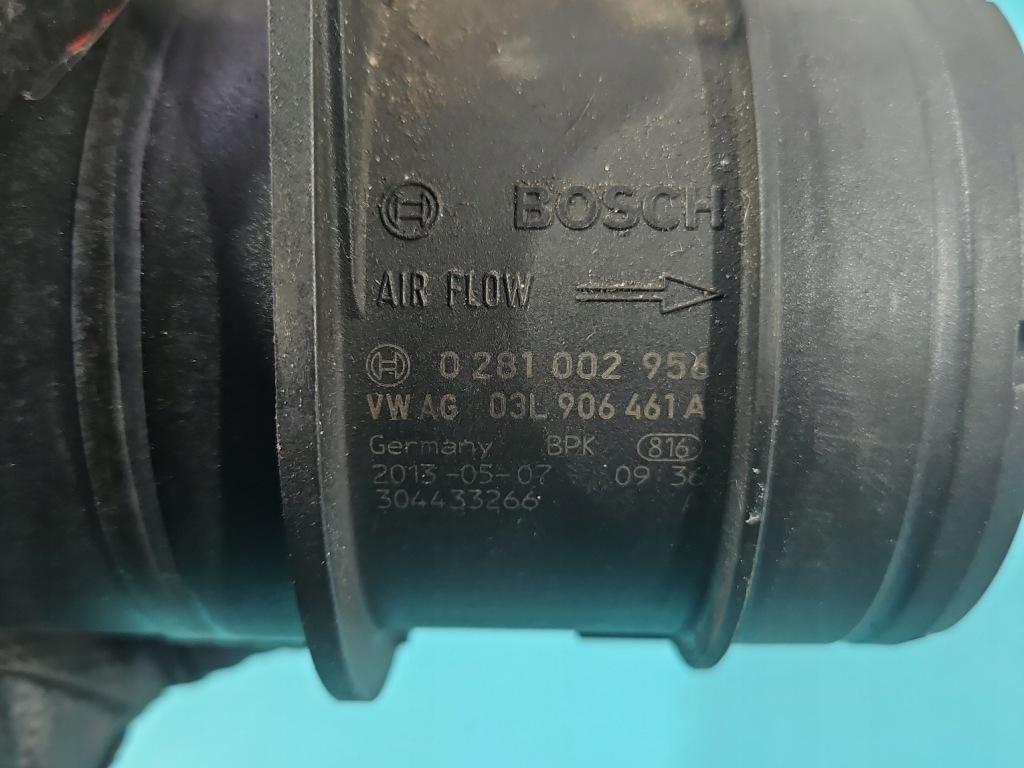 BOSCH
AIR FLOW
0 281 002 956
VW AG 03L 906 461 A
Germany BPK 816
2013-05-07 09:36
304433266